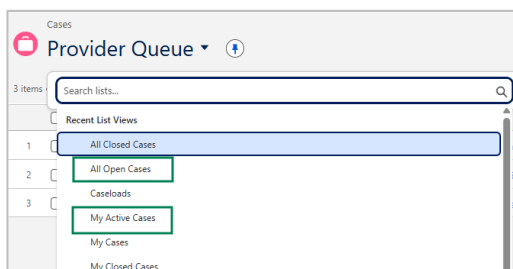 Cases
Provider Queue
3 items
Search lists...
Recent List Views
1
All Closed Cases
2
All Open Cases
Caseloads
3
My Active Cases
My Cases
My Closed Cases